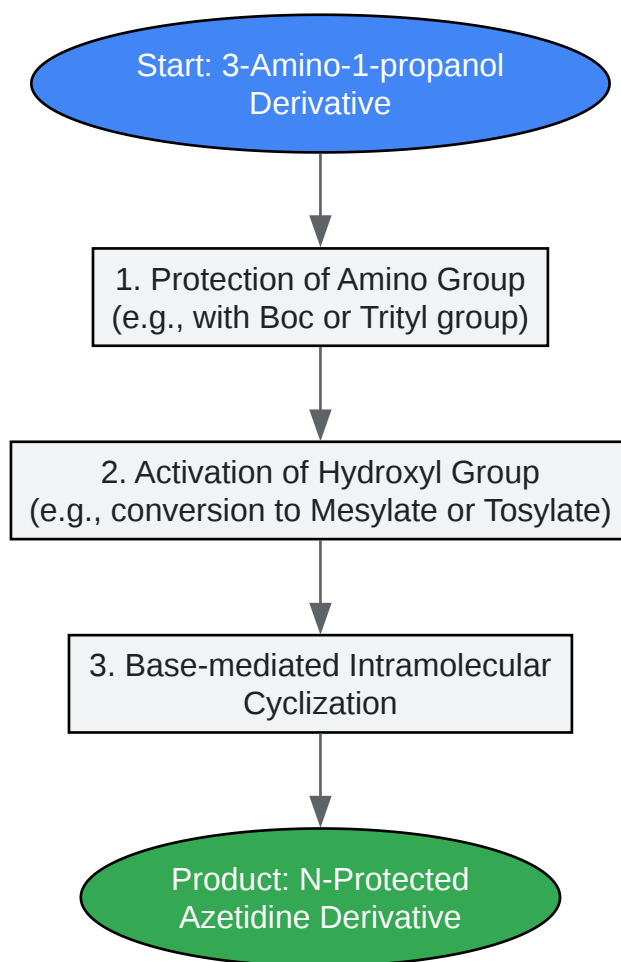 Start: 3-Amino-1-propanol
Derivative
1. Protection of Amino Group
(e.g., with Boc or Trityl group)
2. Activation of Hydroxyl Group
(e.g., conversion to Mesylate or Tosylate)
3. Base-mediated Intramolecular
Cyclization
Product: N-Protected
Azetidine Derivative